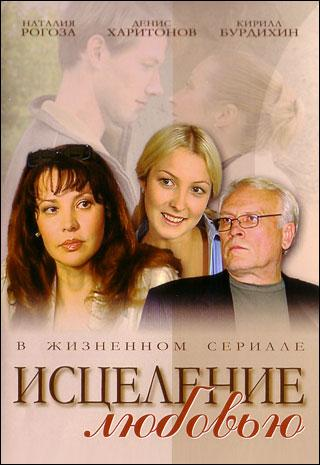 НАТАЛИЯ ДЕНИС КИРИЛЛ
РОГОЗА ХАРИТОНОВ БУРДИХИН
В ЖИЗНЕННОМ СЕРИАЛЕ
ИСЦЕЛЕНИЕ
любовью